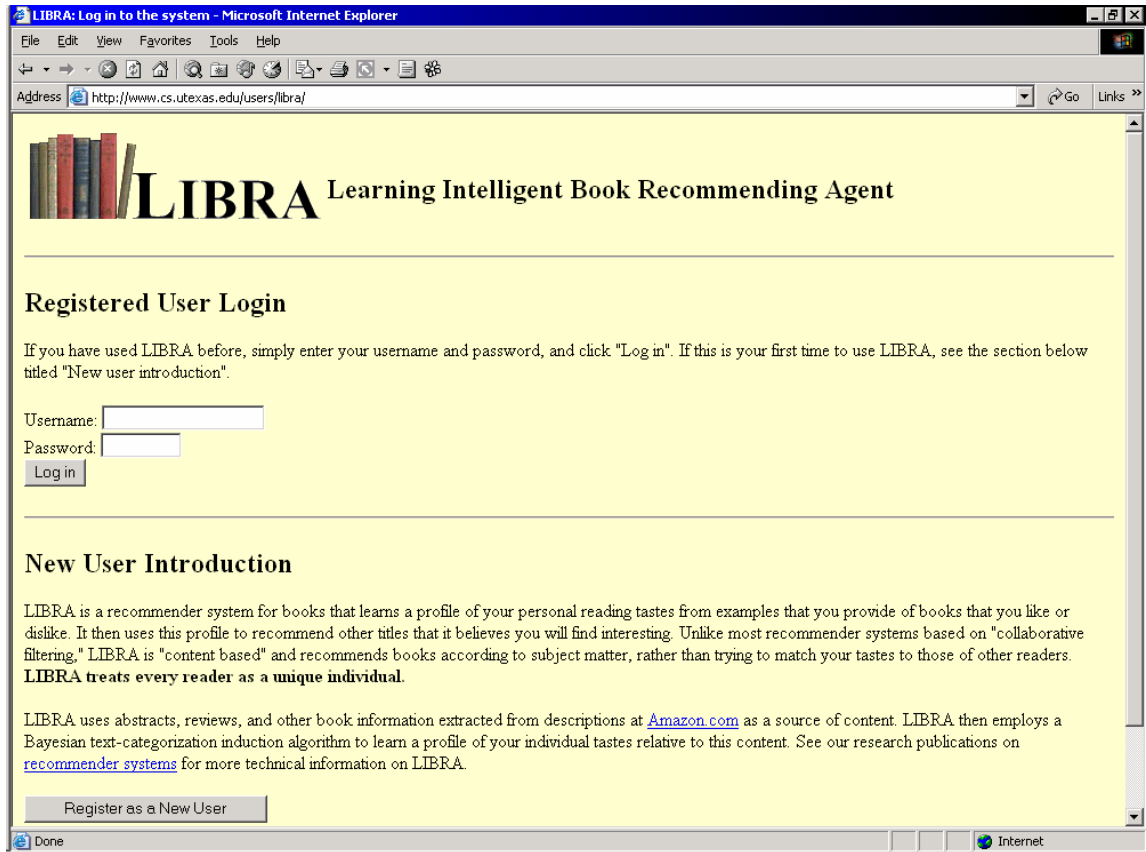 LIBRA: Log in to the system - Microsoft Internet Explorer
File Edit View Favorites Tools Help
Address http://www.cs.utexas.edu/users/libra/ Go Links »
LIBRA Learning Intelligent Book Recommending Agent
Registered User Login
If you have used LIBRA before, simply enter your username and password, and click "Log in". If this is your first time to use LIBRA, see the section below
titled "New user introduction".
Username:
Password:
Log in
New User Introduction
LIBRA is a recommender system for books that learns a profile of your personal reading tastes from examples that you provide of books that you like or
dislike. It then uses this profile to recommend other titles that it believes you will find interesting. Unlike most recommender systems based on "collaborative
filtering," LIBRA is "content based" and recommends books according to subject matter, rather than trying to match your tastes to those of other readers.
LIBRA treats every reader as a unique individual.
LIBRA uses abstracts, reviews, and other book information extracted from descriptions at Amazon.com as a source of content. LIBRA then employs a
Bayesian text-categorization induction algorithm to learn a profile of your individual tastes relative to this content. See our research publications on
recommender systems for more technical information on LIBRA.
Register as a New User
Done Internet